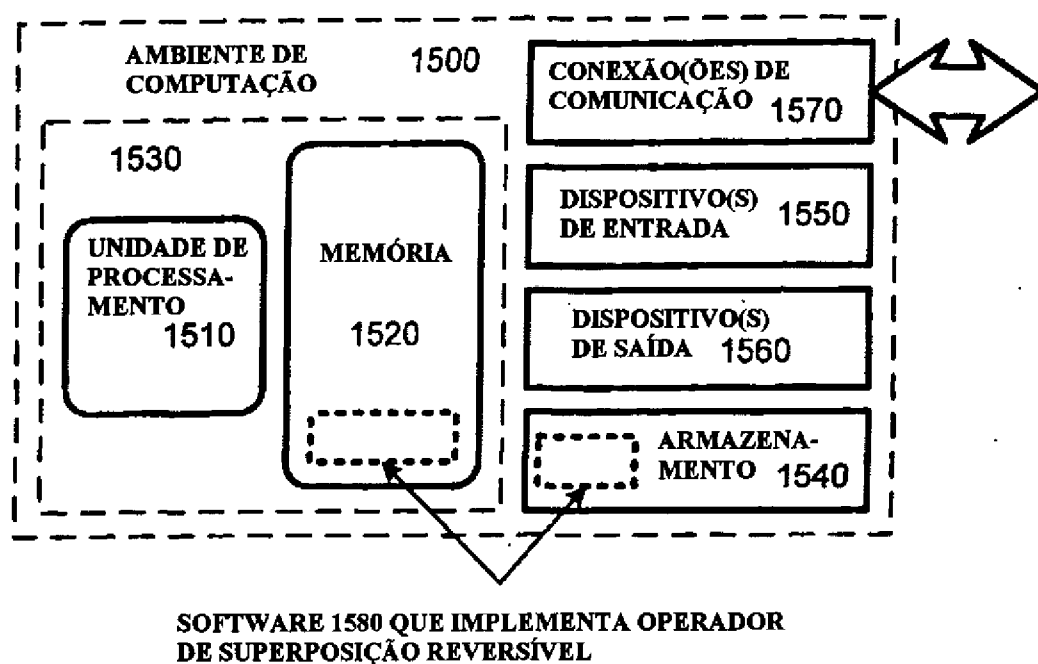 AMBIENTE DE
COMPUTAÇÃO
1500
CONEXÃO(ÕES) DE
COMUNICAÇÃO
1570
1530
UNIDADE DE
PROCESSA-
MENTO
1510
MEMÓRIA
1520
DISPOSITIVO(S)
DE ENTRADA
1550
DISPOSITIVO(S)
DE SAÍDA
1560
ARMAZENA-
MENTO
1540
SOFTWARE 1580 QUE IMPLEMENTA OPERADOR
DE SUPERPOSIÇÃO REVERSÍVEL